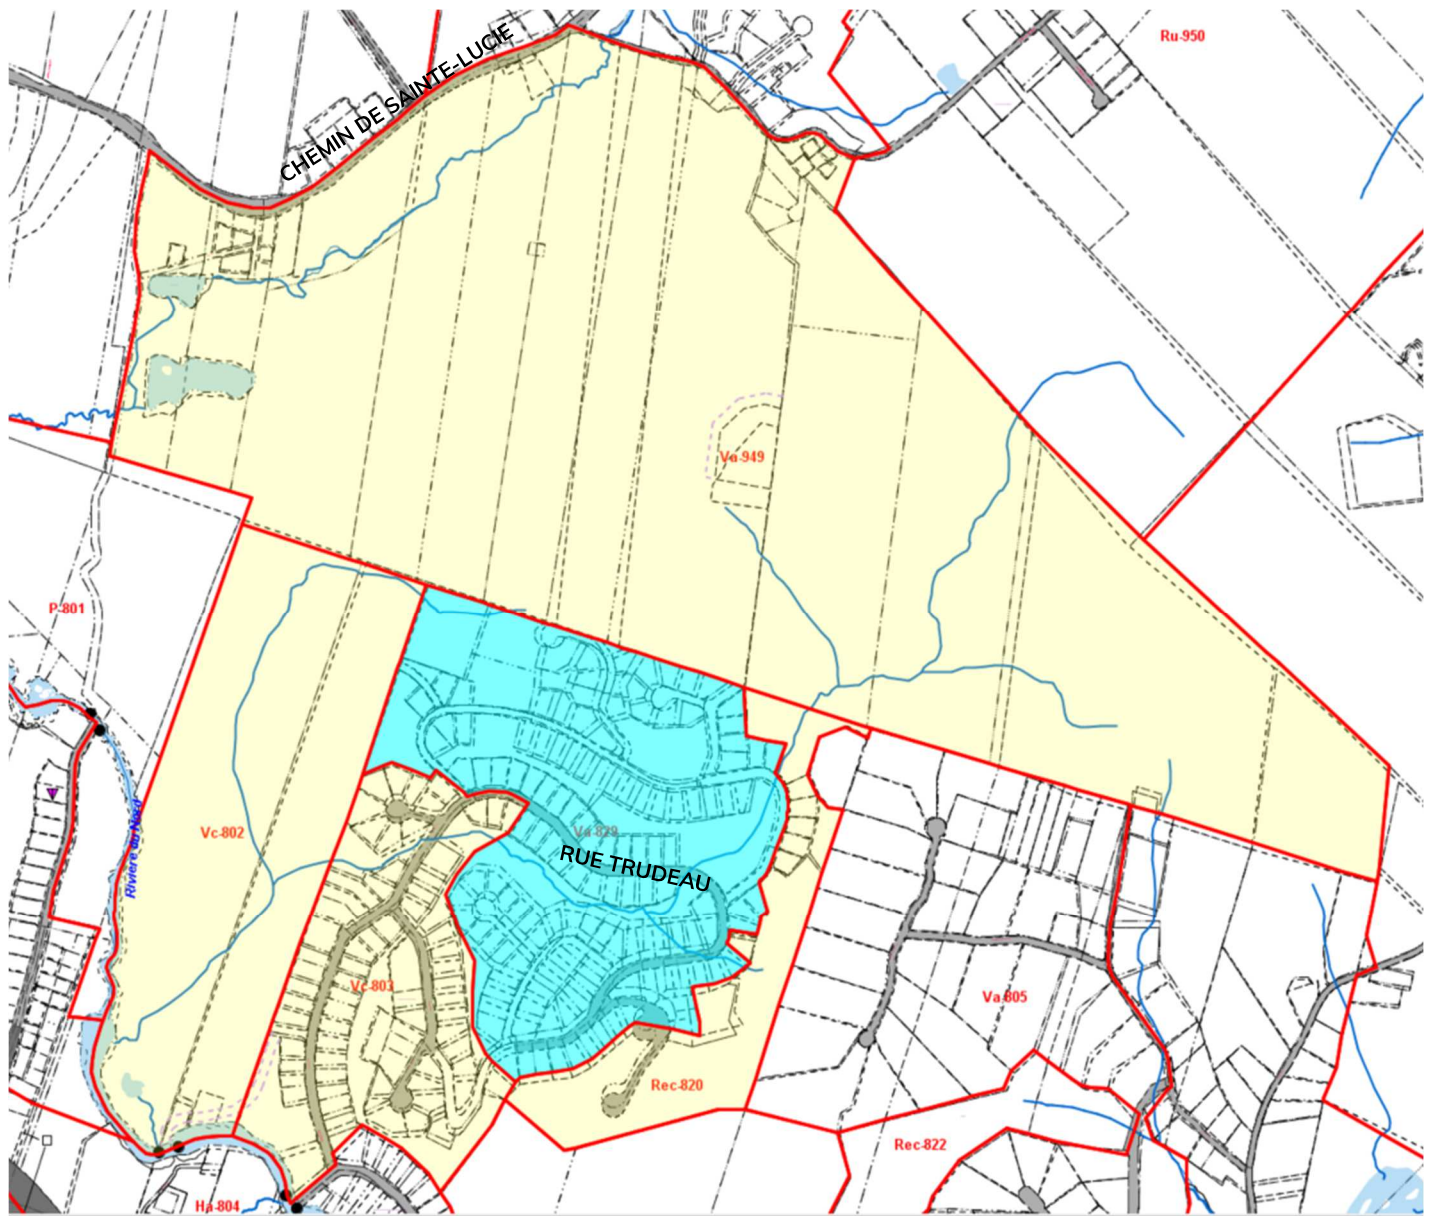 Ru-950
CHEMIN DE SAINTE-LUCIE
Va-949
P-801
Vc-802
Rivière du Nord
Va-829
RUE TRUDEAU
Vc-803
Va-805
Rec-820
Rec-822
Ha-804